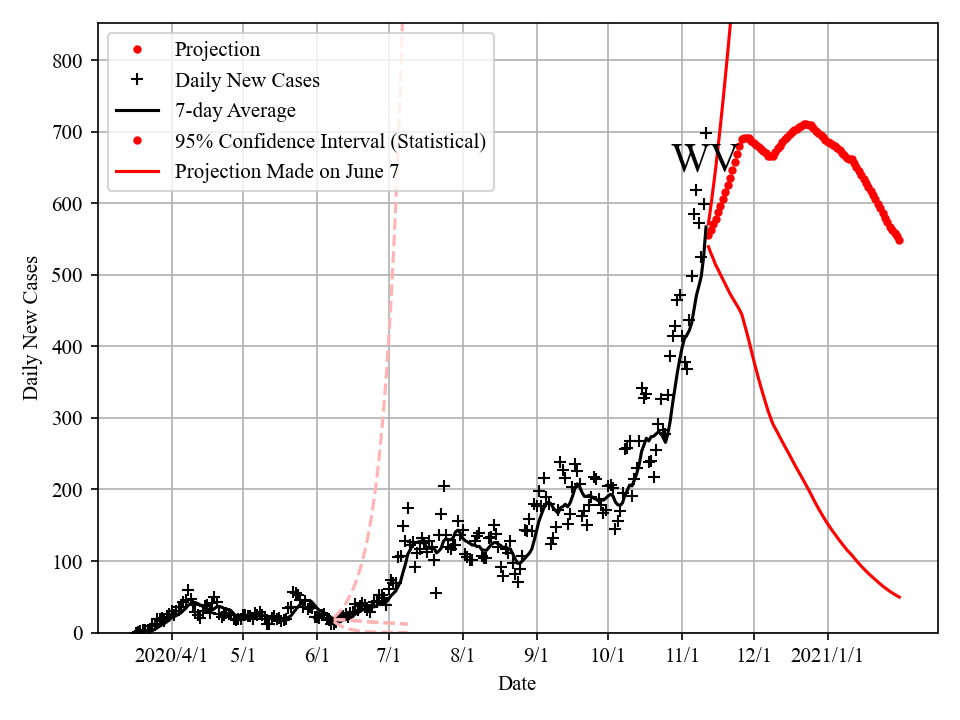 800
700
600
500
400
300
200
100
0
Daily New Cases
Projection
Daily New Cases
7-day Average
95% Confidence Interval (Statistical)
Projection Made on June 7
WV
2020/4/1 5/1 6/1 7/1 8/1 9/1 10/1 11/1 12/1 2021/1/1
Date